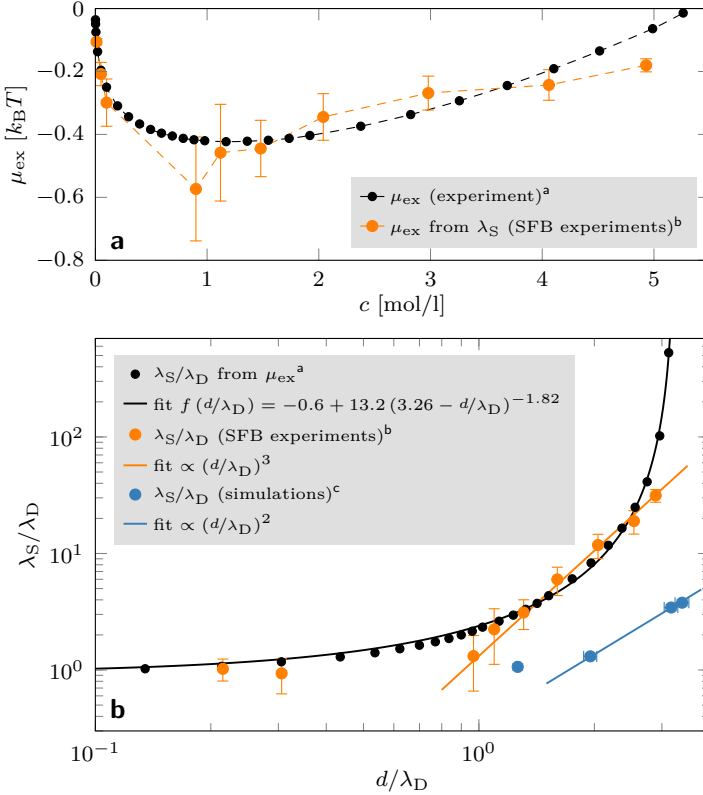 0
−0.2
−0.4
−0.6
−0.8
μex [kBT]
μex (experiment)a
μex from λS (SFB experiments)b
a
0 1 2 3 4 5
c [mol/l]
λS/λD from μexa
fit f (d/λD) = −0.6 + 13.2 (3.26 − d/λD)−1.82
λS/λD (SFB experiments)b
fit ∝ (d/λD)3
λS/λD (simulations)c
fit ∝ (d/λD)2
102
101
100
λS/λD
b
10−1 100
d/λD